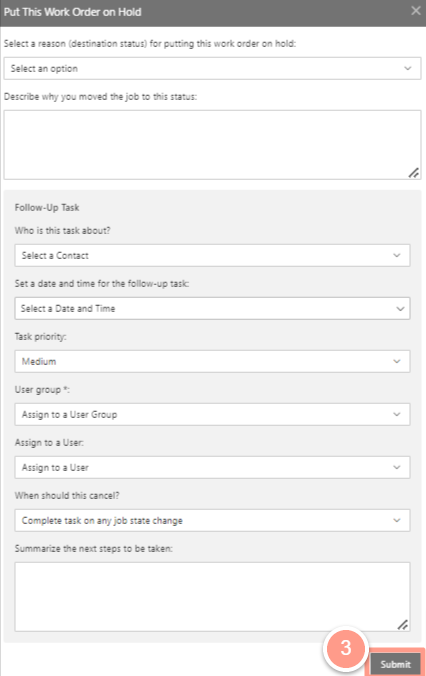 Put This Work Order on Hold
Select a reason (destination status) for putting this work order on hold:
Select an option
Describe why you moved the job to this status:
Follow-Up Task
Who is this task about?
Select a Contact
Set a date and time for the follow-up task:
Select a Date and Time
Task priority:
Medium
User group *:
Assign to a User Group
Assign to a User:
Assign to a User
When should this cancel?
Complete task on any job state change
Summarize the next steps to be taken:
3
Submit